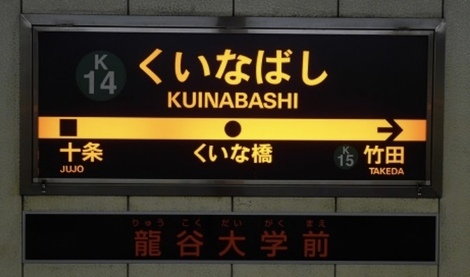 K
14
くいなばし
KUINABASHI
十条
JUJO
くいな橋
K
15
竹田
TAKEDA
りゅう こく だい がく まえ
龍谷大学前